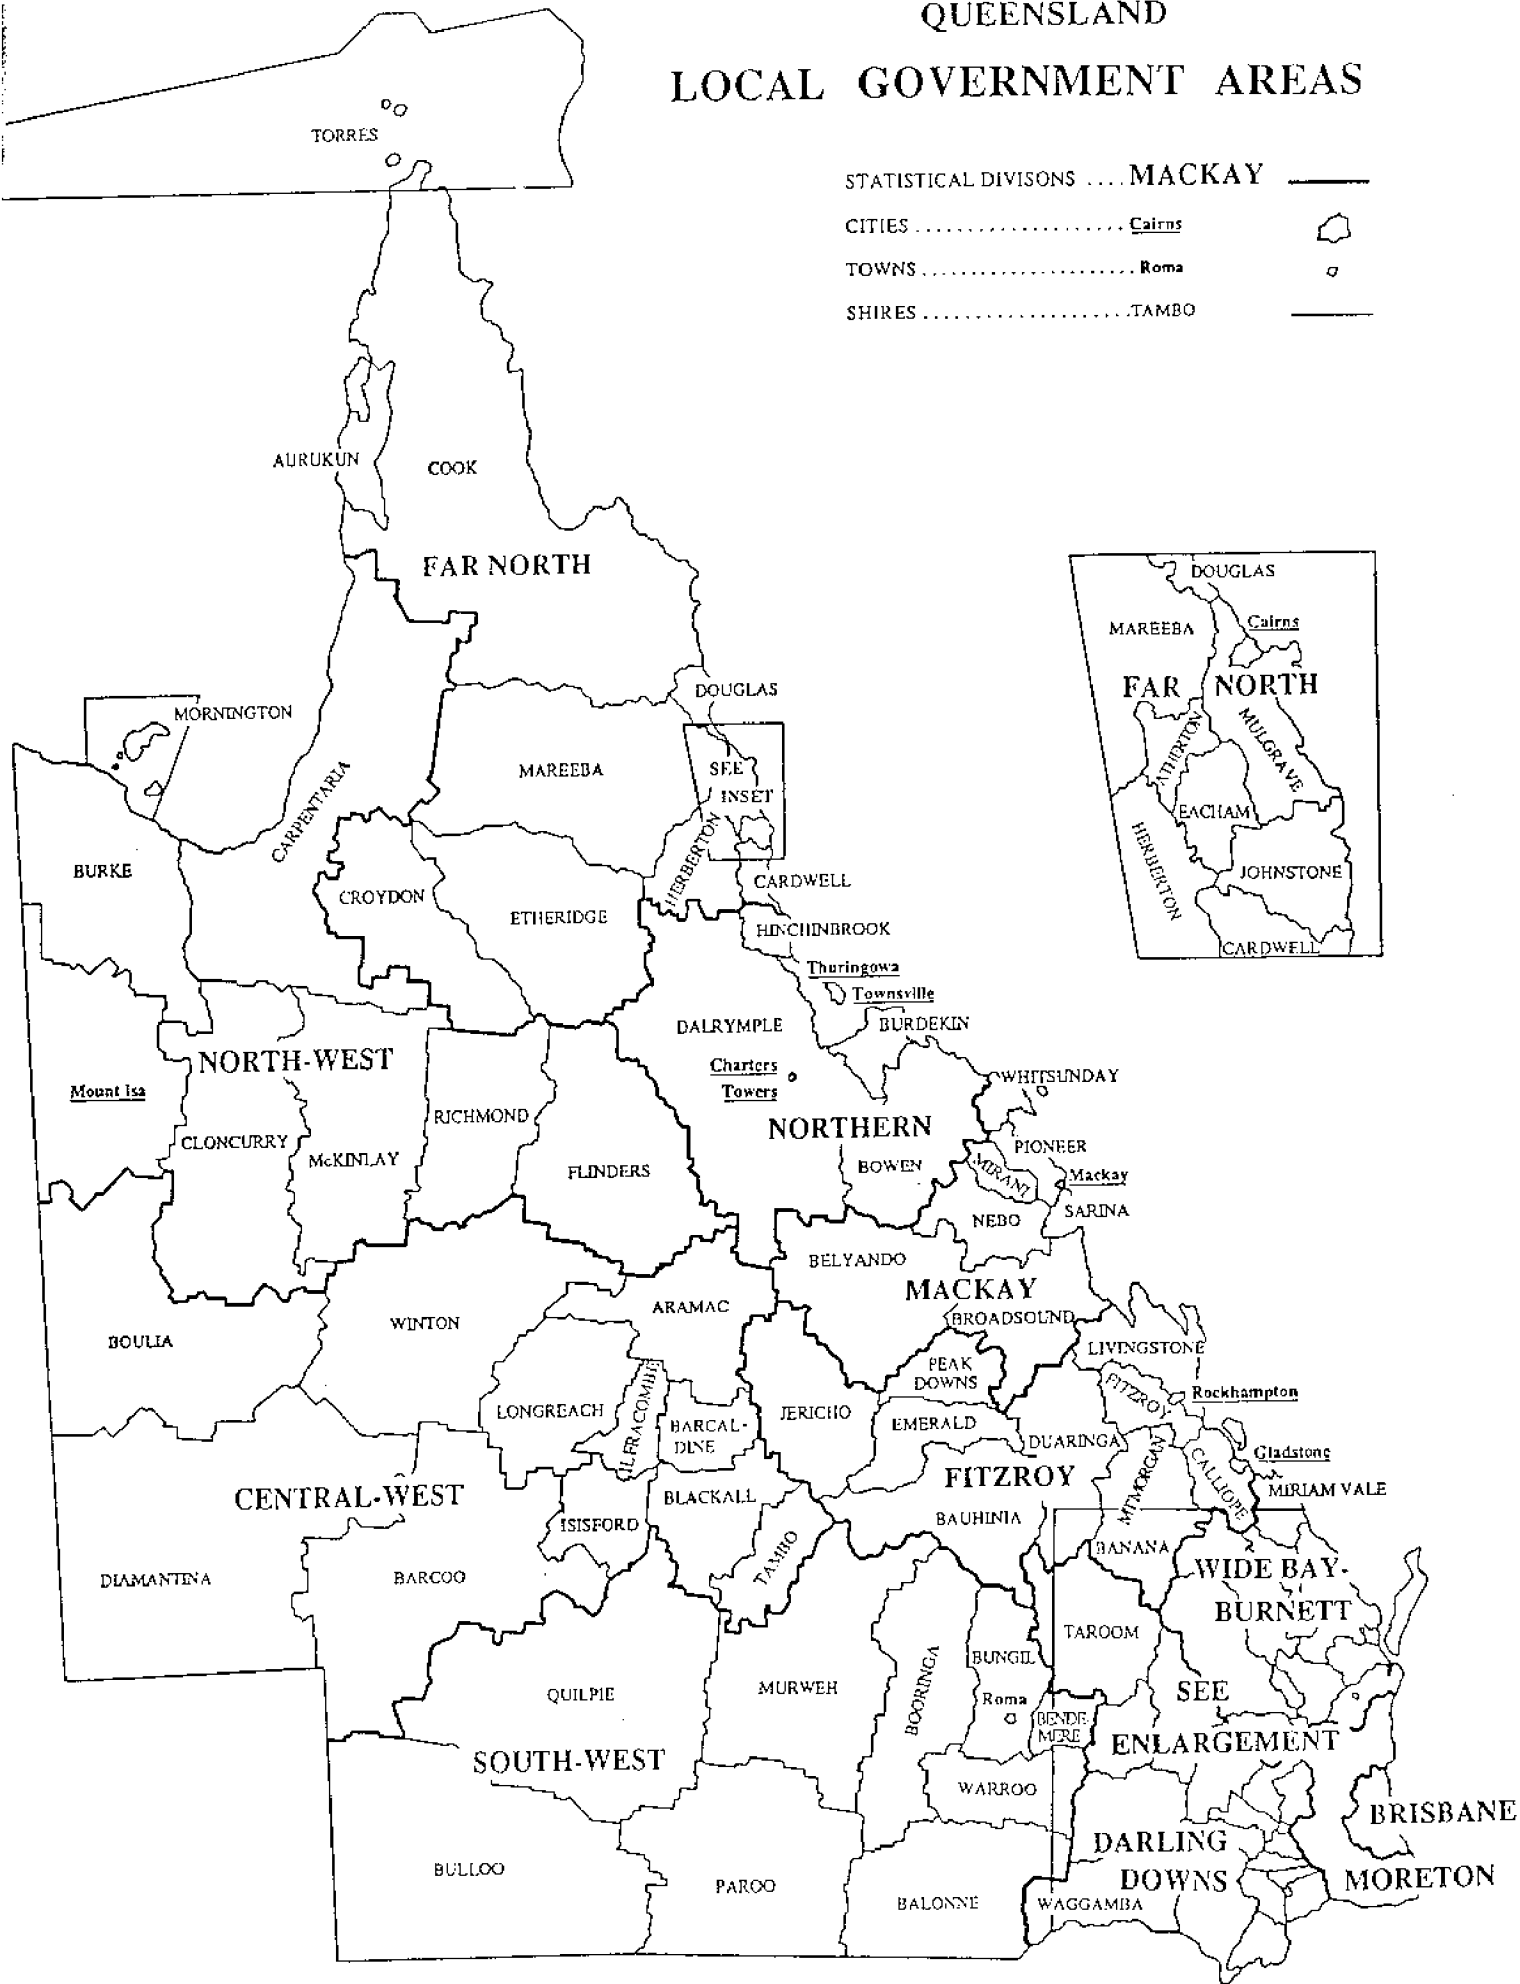 QUEENSLAND
LOCAL GOVERNMENT AREAS
STATISTICAL DIVISONS .... MACKAY
CITIES .................... Cairns
TOWNS ...................... Roma
SHIRES .................... TAMBO
TORRES
AURUKUN
COOK
FAR NORTH
DOUGLAS
MAREEBA
Cairns
FAR NORTH
MULGRAVE
ATHERTON
EACHAM
HERBERTON
JOHNSTONE
CARDWELL
DOUGLAS
MORNINGTON
MAREEBA
SEE
INSET
CARPENTARIA
HERBERTON
BURKE
CROYDON
ETHERIDGE
CARDWELL
HINCHINBROOK
Thuringowa
Townsville
DALRYMPLE
BURDEKIN
NORTH-WEST
Charters
Towers
WHITSUNDAY
Mount Isa
RICHMOND
NORTHERN
CLONCURRY
McKINLAY
FLINDERS
BOWEN
PIONEER
MIRANI
Mackay
NEBO
SARINA
BELYANDO
MACKAY
ARAMAC
BROADSOUND
WINTON
BOULIA
LIVINGSTONE
PEAK
DOWNS
FITZROY
Rockhampton
LONGREACH
ILFRACOMBE
BARCAL-
DINE
JERICHO
EMERALD
DUARINGA
Gladstone
FITZROY
MT MORGAN
CALLIOPE
MIRIAM VALE
CENTRAL-WEST
BLACKALL
ISISFORD
TAMBO
BAUHINIA
BANANA
WIDE BAY-
BURNETT
DIAMANTINA
BARCOO
TAROOM
BUNGIL
BOORINGA
QUILPIE
MURWEH
Roma
BENDE-
MERE
SEE
ENLARGEMENT
SOUTH-WEST
WARROO
BRISBANE
DARLING
DOWNS
MORETON
BULLOO
PAROO
BALONNE
WAGGAMBA